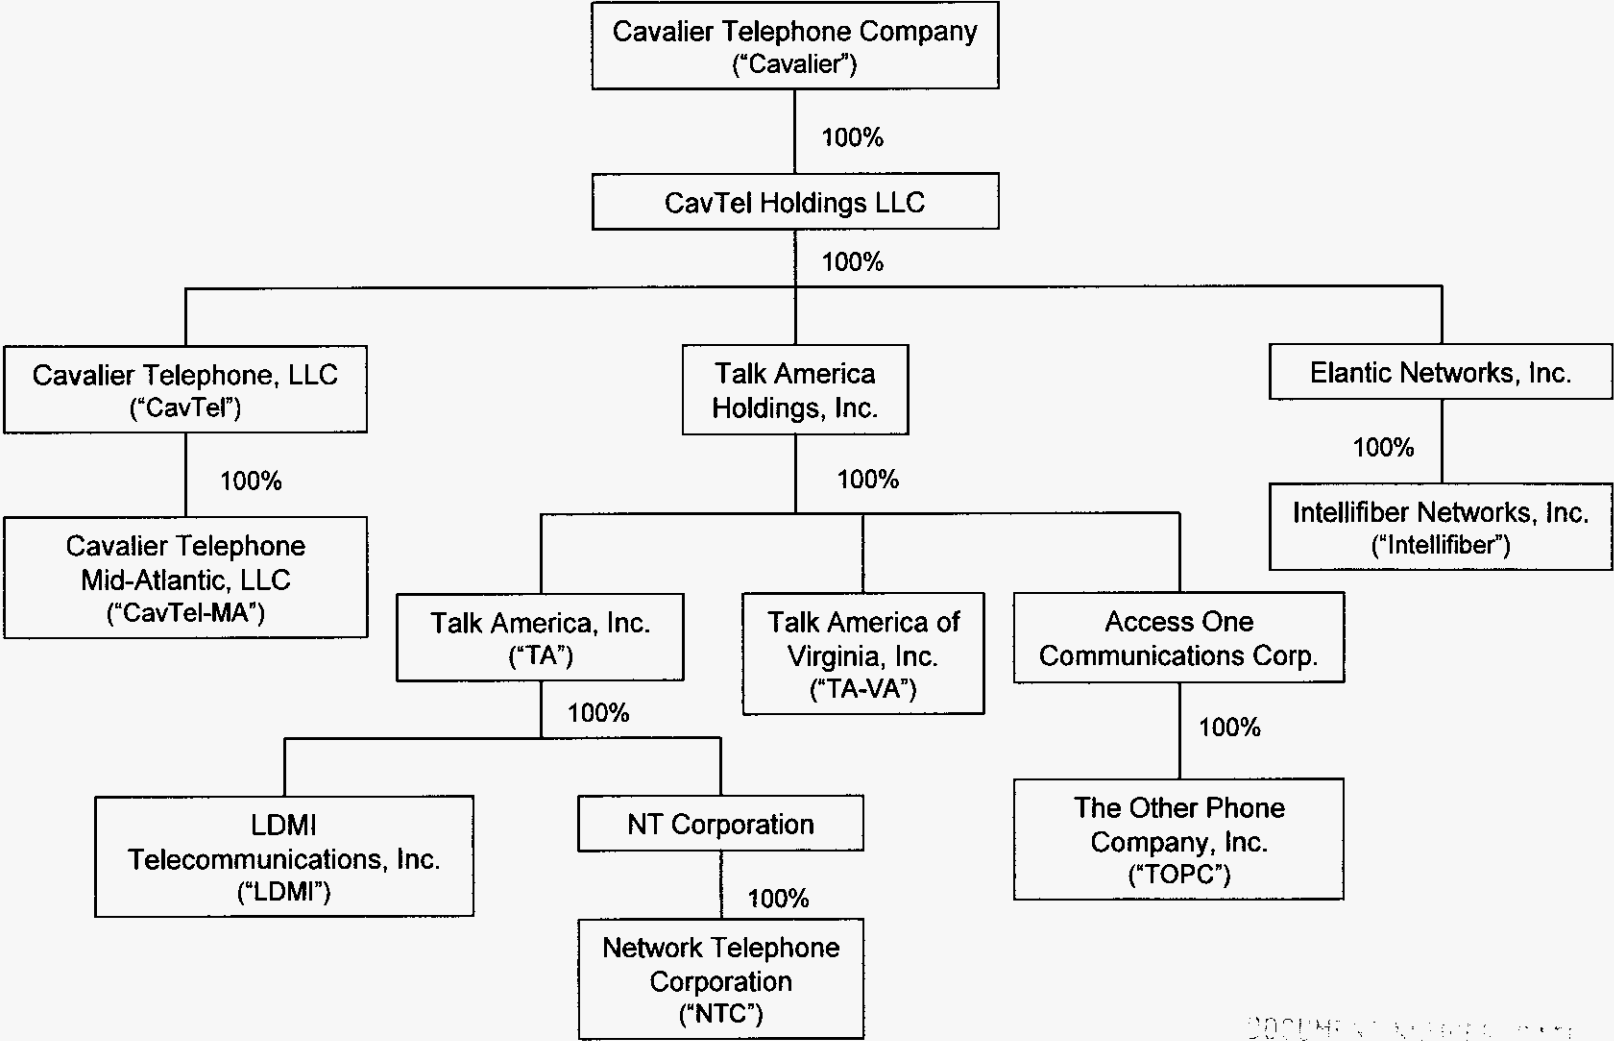 Cavalier Telephone Company
("Cavalier")
100%
CavTel Holdings LLC
100%
Cavalier Telephone, LLC
("CavTel")
Talk America
Holdings, Inc.
Elantic Networks, Inc.
100%
100%
100%
Cavalier Telephone
Mid-Atlantic, LLC
("CavTel-MA")
Intellifiber Networks, Inc.
("Intellifiber")
Talk America, Inc.
("TA")
Talk America of
Virginia, Inc.
("TA-VA")
Access One
Communications Corp.
100%
100%
LDMI
Telecommunications, Inc.
("LDMI")
NT Corporation
The Other Phone
Company, Inc.
("TOPC")
100%
Network Telephone
Corporation
("NTC")
DOCUMENT